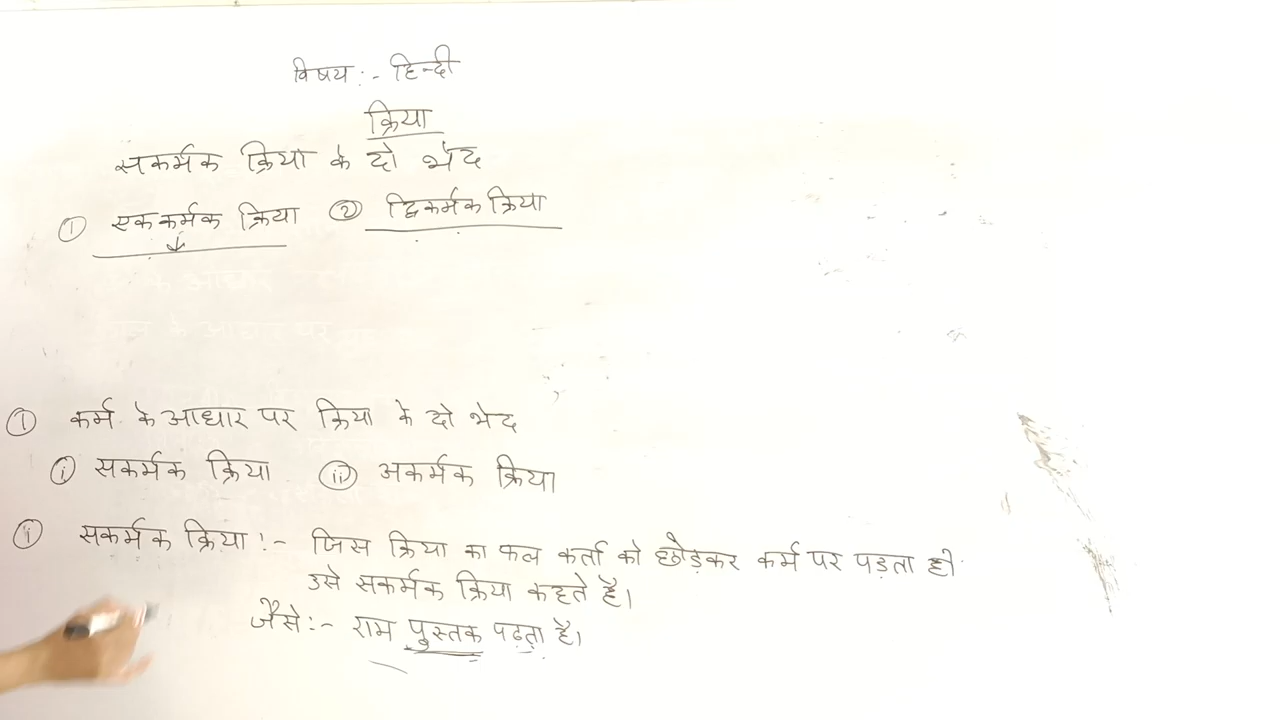 विषय :- हिन्दी
क्रिया
सकर्मक क्रिया के दो भेद
① एककर्मक क्रिया ② द्विकर्मक क्रिया
① कर्म के आधार पर क्रिया के दो भेद
ⓘ सकर्मक क्रिया ⓘⓘ अकर्मक क्रिया
ⓘ सकर्मक क्रिया :- जिस क्रिया का फल कर्ता को छोड़कर कर्म पर पड़ता हो
उसे सकर्मक क्रिया कहते हैं।
जैसे :- राम पुस्तक पढ़ता है।